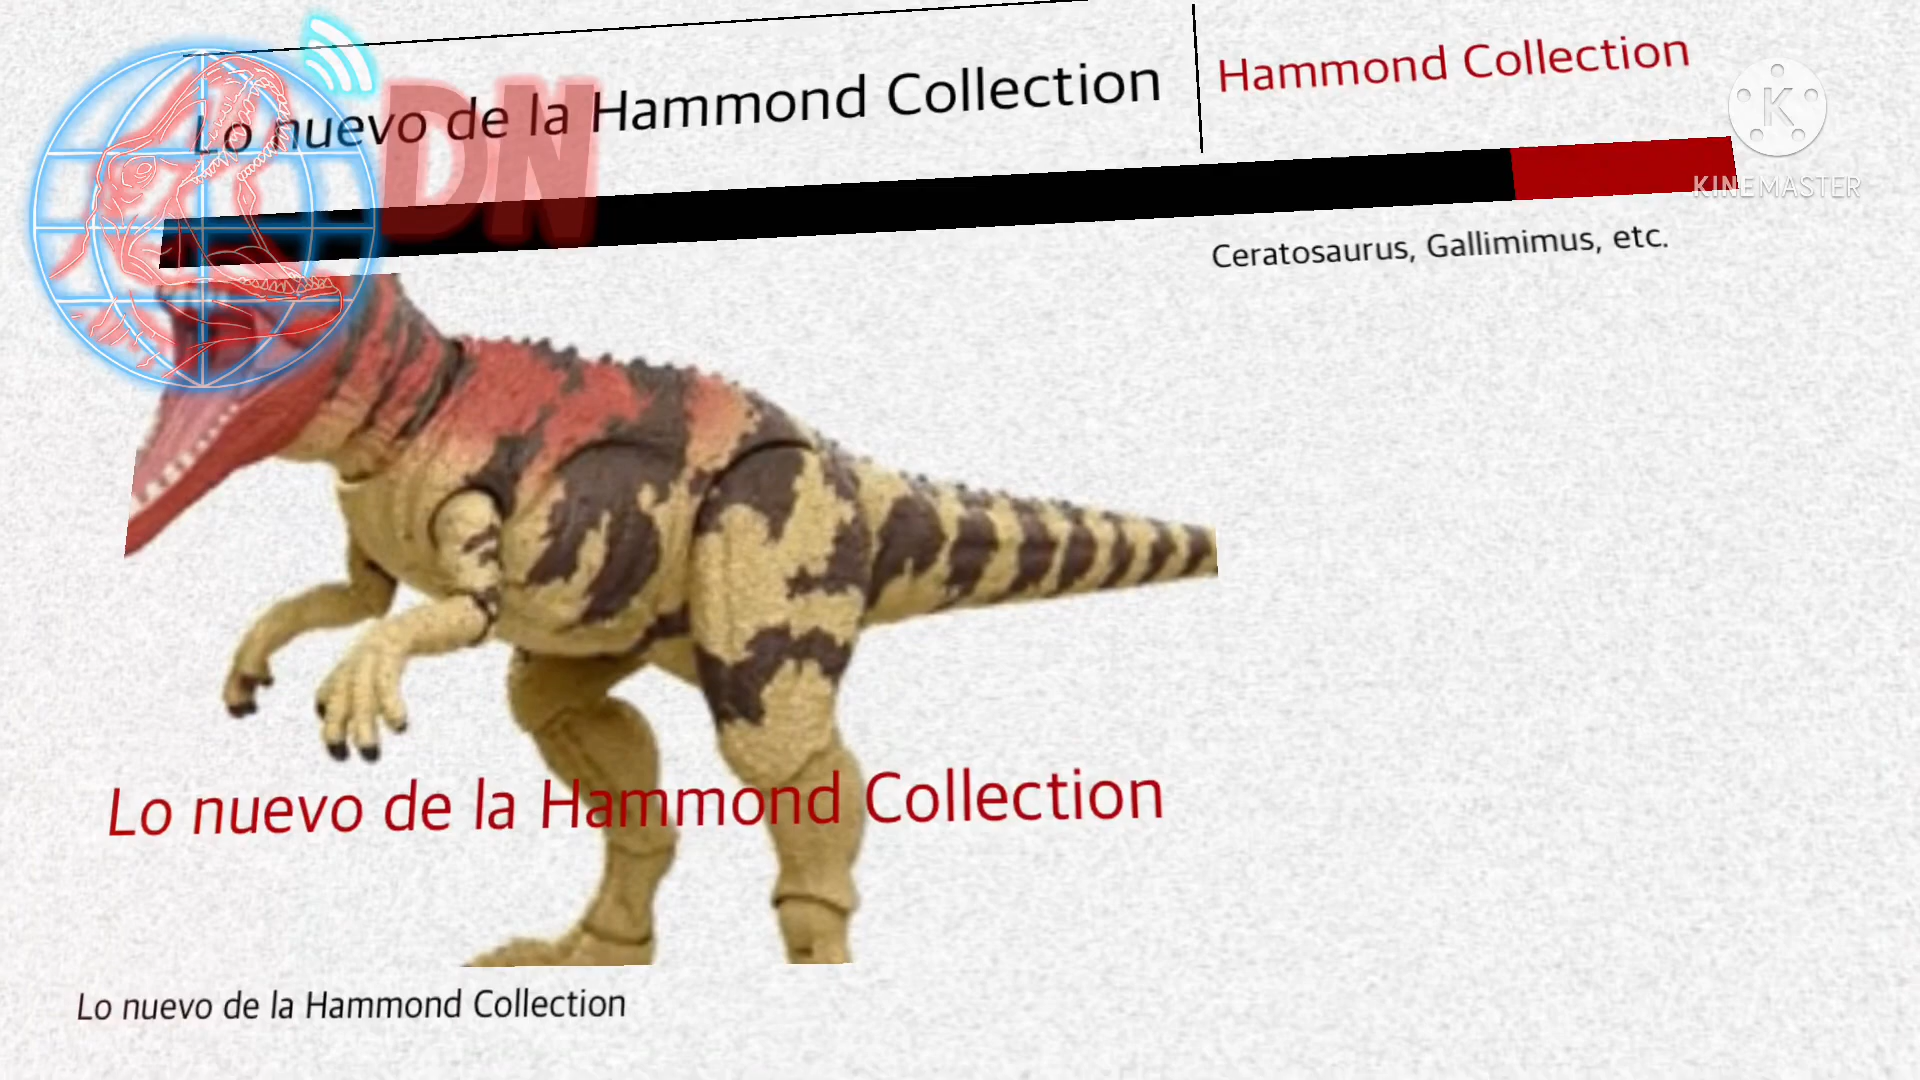 Lo nuevo de la Hammond Collection
Hammond Collection
DN
KINEMASTER
Ceratosaurus, Gallimimus, etc.
Lo nuevo de la Hammond Collection
Lo nuevo de la Hammond Collection